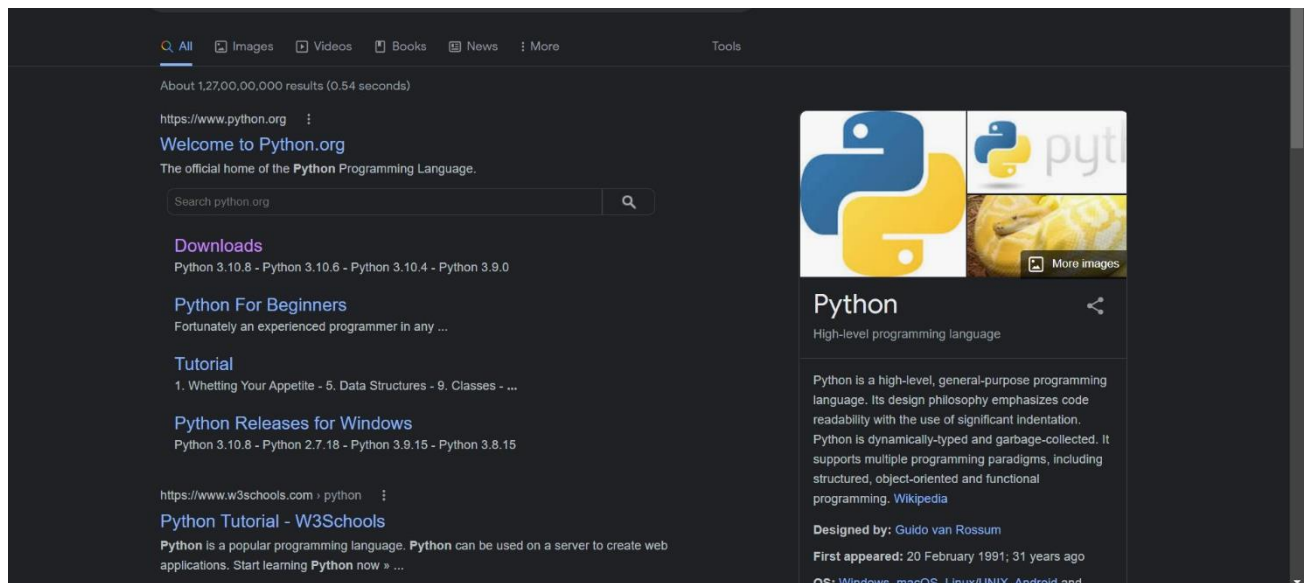 All Images Videos Books News More Tools
About 1,27,00,00,000 results (0.54 seconds)
https://www.python.org
Welcome to Python.org
The official home of the Python Programming Language.
Search python.org
Downloads
Python 3.10.8 - Python 3.10.6 - Python 3.10.4 - Python 3.9.0
Python For Beginners
Fortunately an experienced programmer in any ...
Tutorial
1. Whetting Your Appetite - 5. Data Structures - 9. Classes - ...
Python Releases for Windows
Python 3.10.8 - Python 2.7.18 - Python 3.9.15 - Python 3.8.15
https://www.w3schools.com › python
Python Tutorial - W3Schools
Python is a popular programming language. Python can be used on a server to create web
applications. Start learning Python now » ...
pyt
More images
Python
High-level programming language
Python is a high-level, general-purpose programming
language. Its design philosophy emphasizes code
readability with the use of significant indentation.
Python is dynamically-typed and garbage-collected. It
supports multiple programming paradigms, including
structured, object-oriented and functional
programming. Wikipedia
Designed by: Guido van Rossum
First appeared: 20 February 1991; 31 years ago
OS: Windows, macOS, Linux/UNIX, Android and